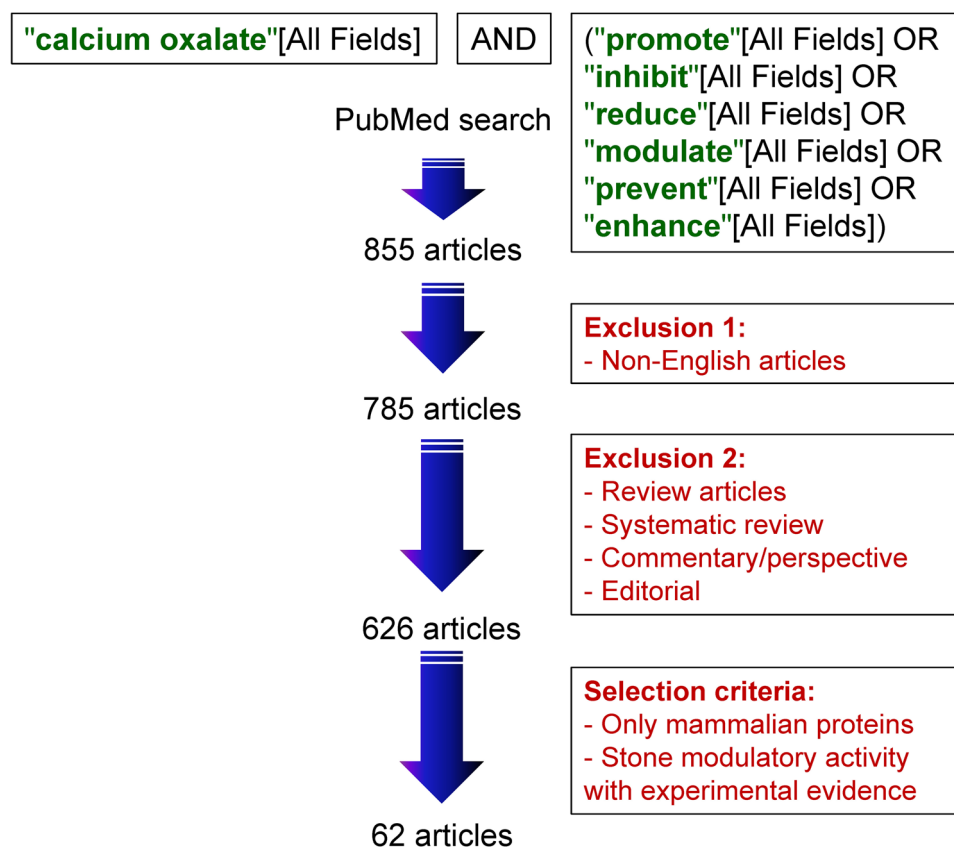 "calcium oxalate"[All Fields]
AND
("promote"[All Fields] OR
"inhibit"[All Fields] OR
"reduce"[All Fields] OR
"modulate"[All Fields] OR
"prevent"[All Fields] OR
"enhance"[All Fields])
PubMed search
855 articles
Exclusion 1:
- Non-English articles
785 articles
Exclusion 2:
- Review articles
- Systematic review
- Commentary/perspective
- Editorial
626 articles
Selection criteria:
- Only mammalian proteins
- Stone modulatory activity
with experimental evidence
62 articles